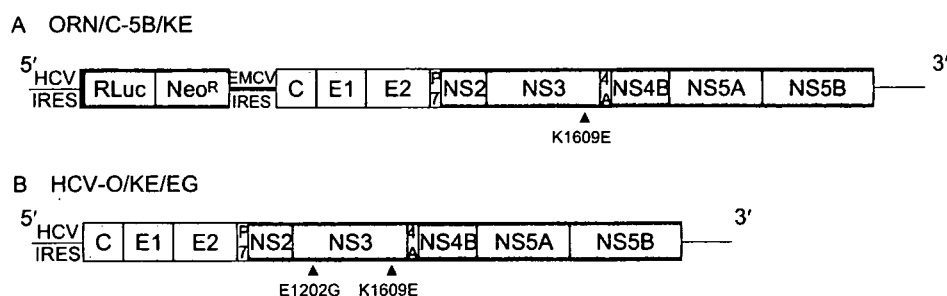 A ORN/C-5B/KE
5′ 3′
HCV IRES RLuc NeoR EMCV IRES C E1 E2 P7 NS2 NS3 4A NS4B NS5A NS5B
K1609E
B HCV-O/KE/EG
5′ 3′
HCV IRES C E1 E2 P7 NS2 NS3 4A NS4B NS5A NS5B
E1202G K1609E